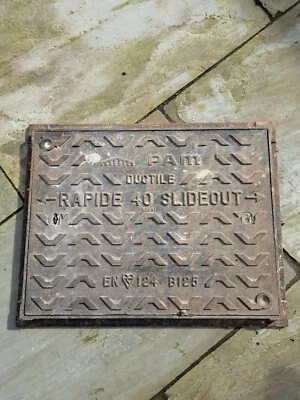 PAM
DUCTILE
RAPIDE 40 SLIDEOUT
EN 124 B125